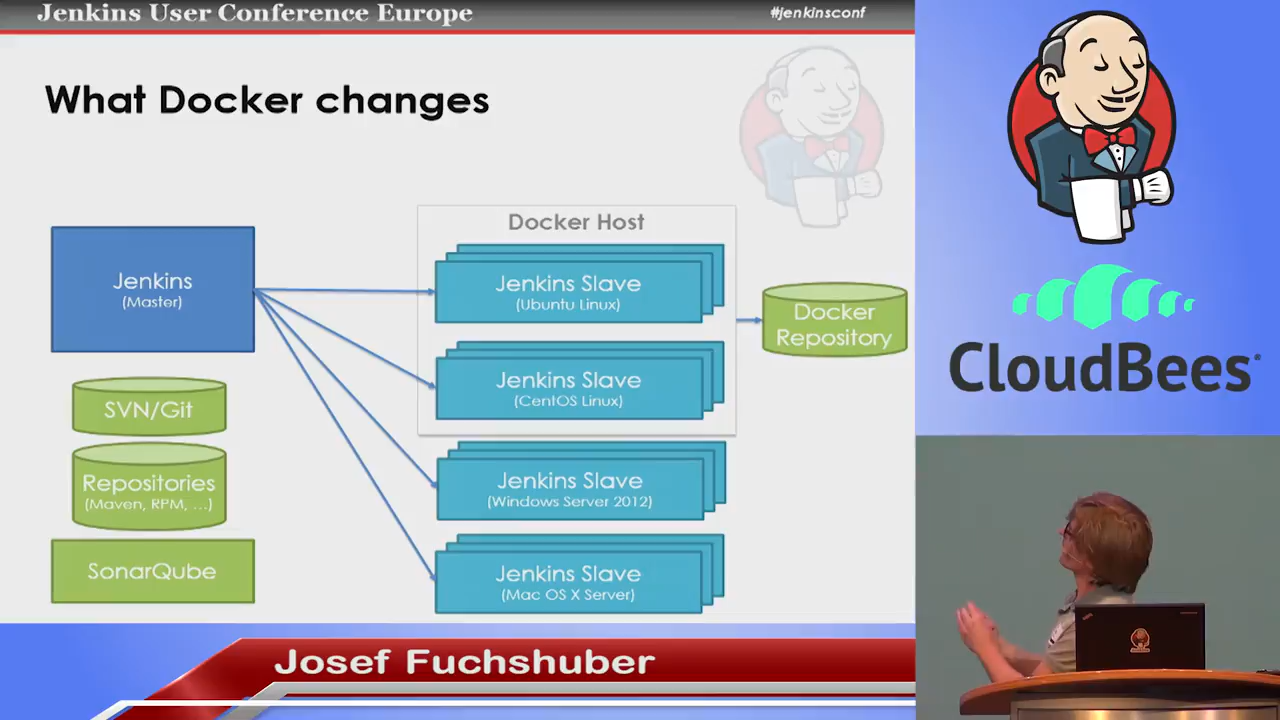 Jenkins User Conference Europe
#jenkinsconf
What Docker changes
Docker Host
Jenkins
(Master)
Jenkins Slave
(Ubuntu Linux)
Docker
Repository
Jenkins Slave
(CentOS Linux)
SVN/Git
Repositories
(Maven, RPM, ...)
Jenkins Slave
(Windows Server 2012)
SonarQube
Jenkins Slave
(Mac OS X Server)
CloudBees
Josef Fuchshuber